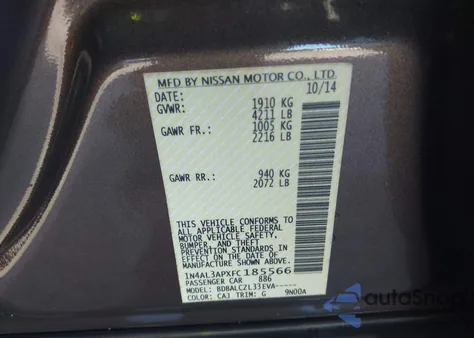 MFD BY NISSAN MOTOR CO., LTD.
DATE: 10/14
GVWR: 1910 KG
4211 LB
GAWR FR.: 1005 KG
2216 LB
GAWR RR.: 940 KG
2072 LB
THIS VEHICLE CONFORMS TO
ALL APPLICABLE FEDERAL
MOTOR VEHICLE SAFETY,
BUMPER, AND THEFT
PREVENTION STANDARDS IN
EFFECT ON THE DATE OF
MANUFACTURE SHOWN ABOVE.
1N4AL3APXFC185566
PASSENGER CAR 886
MODEL: BDBALCZL33EVA-----
COLOR: CAJ TRIM: G 9N00A
autoSnap